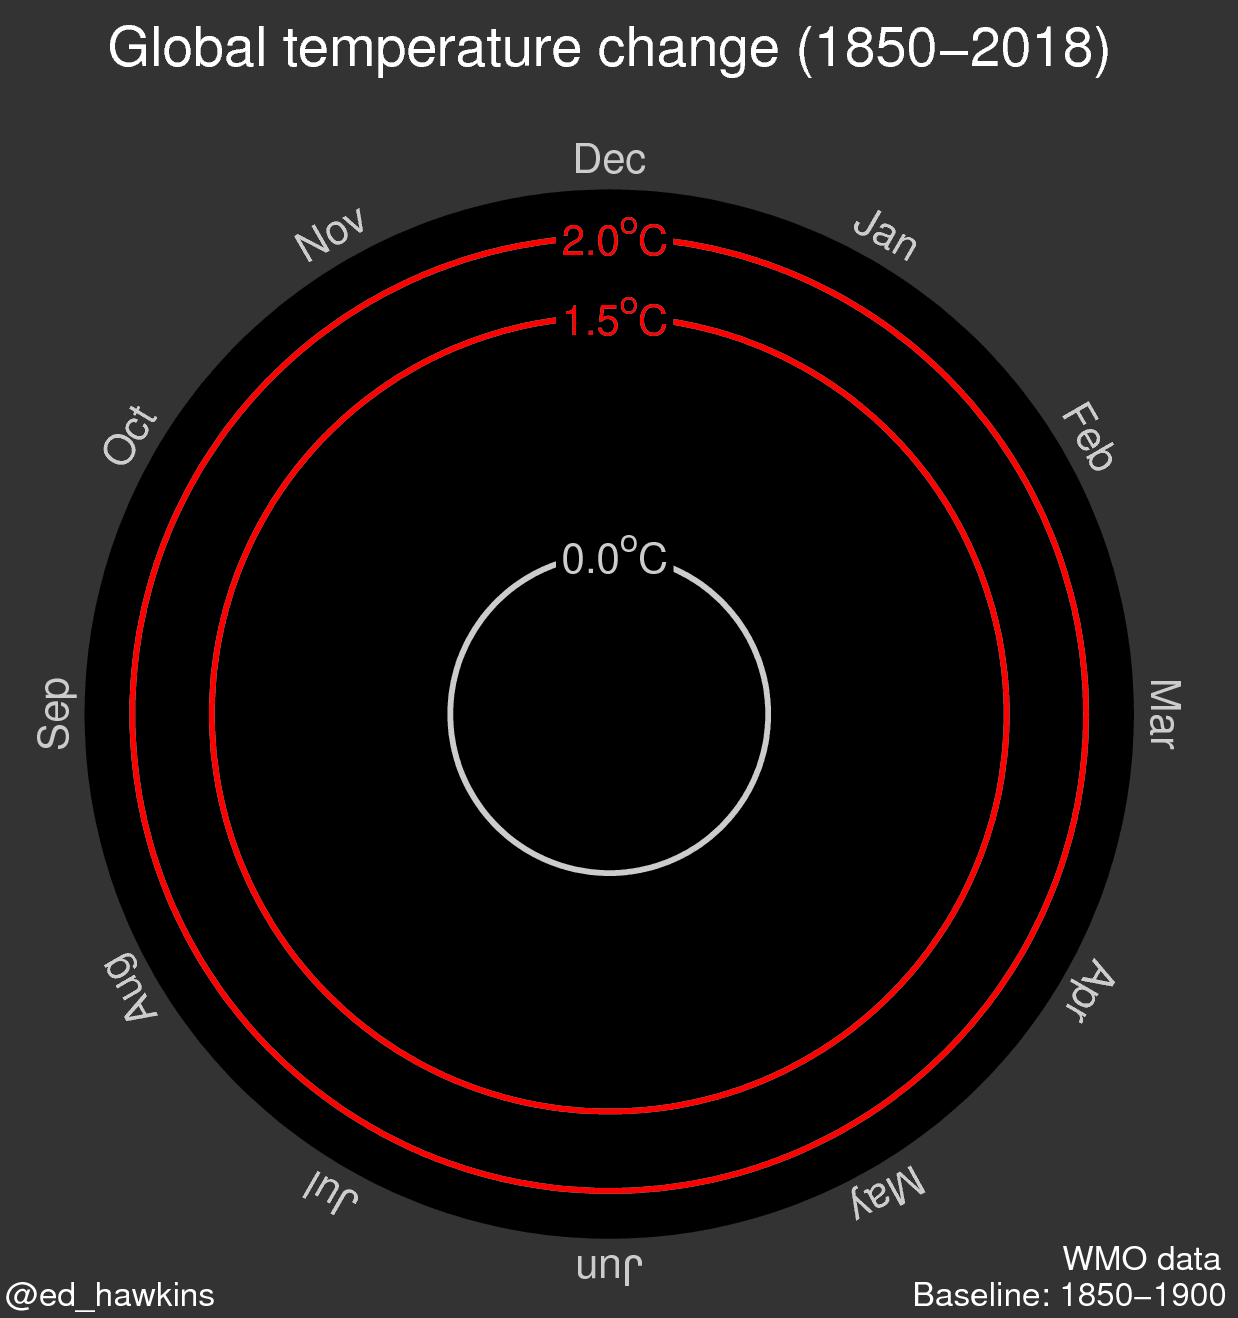 Global temperature change (1850−2018)
Dec
Jan
Feb
Mar
Apr
May
Jun
Jul
Aug
Sep
Oct
Nov
2.0°C
1.5°C
0.0°C
WMO data
Baseline: 1850−1900
@ed_hawkins